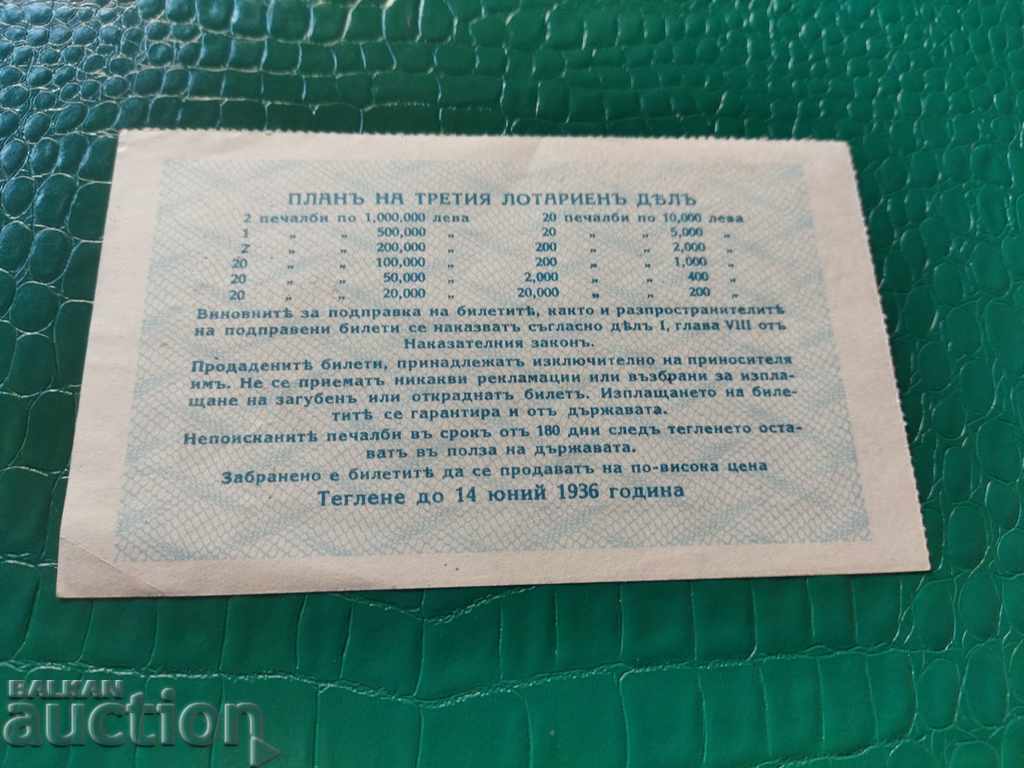 ПЛАНЪ НА ТРЕТИЯ ЛОТАРИЕНЪ ДѢЛЪ
2 печалби по 1,000,000 лева 20 печалби по 10,000 лева
1 „ „ 500,000 „ 20 „ „ 5,000 „
2 „ „ 200,000 „ 200 „ „ 2,000 „
20 „ „ 100,000 „ 200 „ „ 1,000 „
20 „ „ 50,000 „ 2,000 „ „ 400 „
20 „ „ 20,000 „ 20,000 „ „ 200 „
Виновнитѣ за подправка на билетитѣ, както и разпространителитѣ
на подправени билети се наказватъ съгласно дѣлъ I, глава VIII отъ
Наказателния законъ.
Продаденитѣ билети, принадлежатъ изключително на приносителя
имъ. Не се приематъ никакви рекламации или възбрани за изпла-
щане на загубенъ или откраднатъ билетъ. Изплащането на биле-
титѣ се гарантира и отъ държавата.
Непоисканитѣ печалби въ срокъ отъ 180 дни следъ тегленето оста-
ватъ въ полза на държавата.
Забранено е билетитѣ да се продаватъ на по-висока цена
Теглене до 14 юний 1936 година
BALKAN
auction